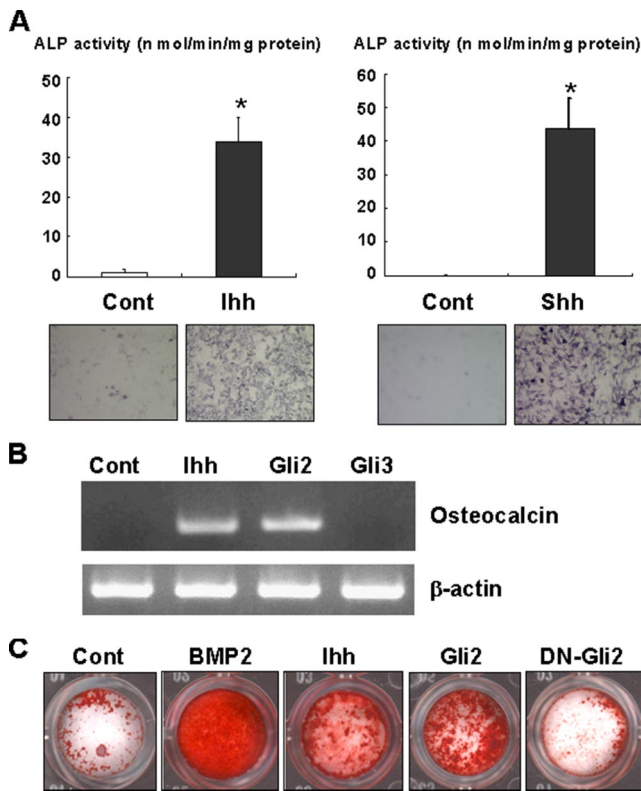 A
ALP activity (n mol/min/mg protein)
50
40
30
20
10
0
*
Cont Ihh
ALP activity (n mol/min/mg protein)
60
50
40
30
20
10
0
*
Cont Shh
B
Cont Ihh Gli2 Gli3
Osteocalcin
β-actin
C
Cont BMP2 Ihh Gli2 DN-Gli2